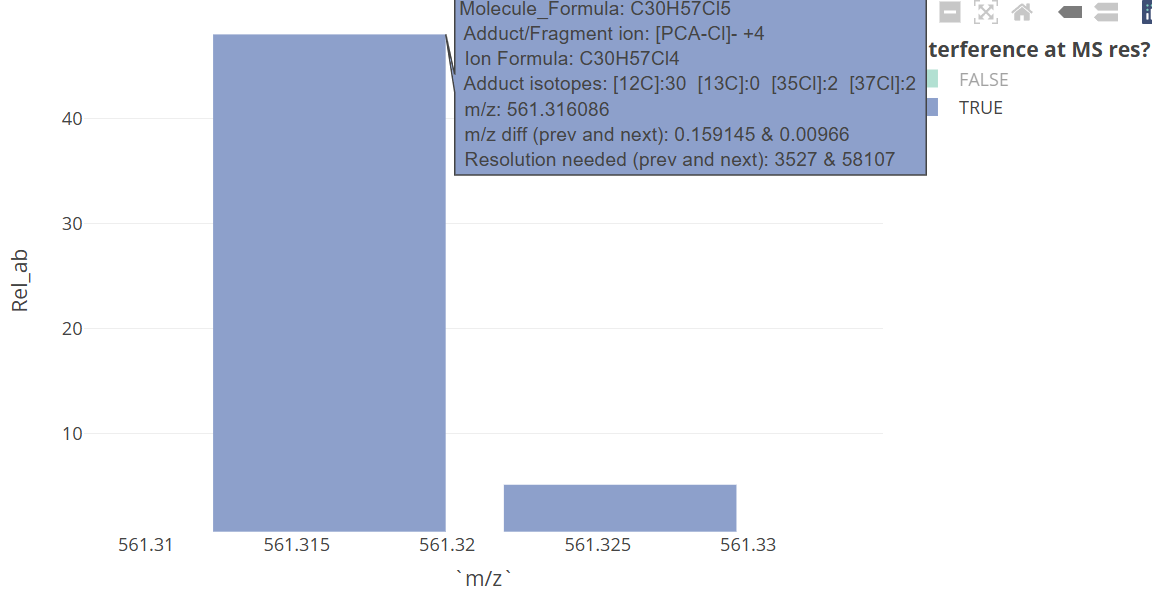 Molecule_Formula: C30H57Cl5
Adduct/Fragment ion: [PCA-Cl]- +4
Ion Formula: C30H57Cl4
Adduct isotopes: [12C]:30 [13C]:0 [35Cl]:2 [37Cl]:2
m/z: 561.316086
m/z diff (prev and next): 0.159145 & 0.00966
Resolution needed (prev and next): 3527 & 58107
terference at MS res?
FALSE
TRUE
40
30
20
10
Rel_ab
561.31
561.315
561.32
561.325
561.33
`m/z`